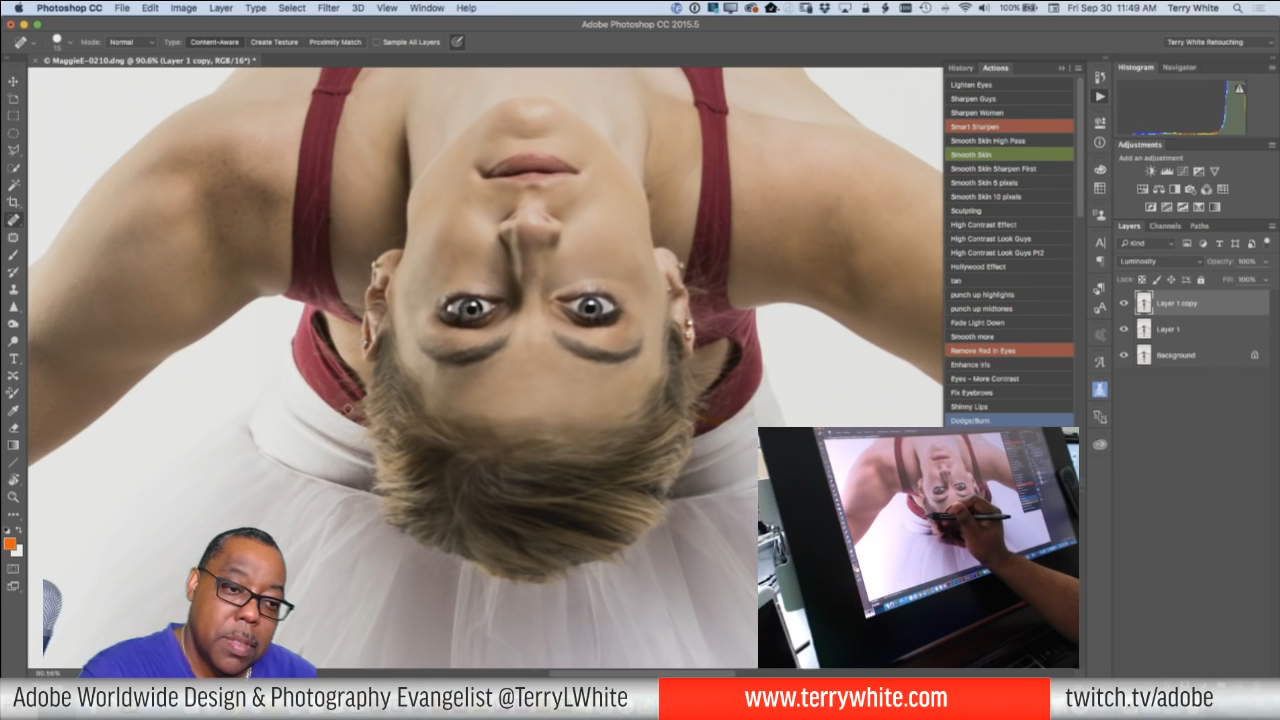 Photoshop CC File Edit Image Layer Type Select Filter 3D View Window Help 100% Fri Sep 30 11:49 AM Terry White
Adobe Photoshop CC 2015.5
15 Mode: Normal Type: Content-Aware Create Texture Proximity Match Sample All Layers Terry White Retouching
© MaggieE-0210.dng @ 90.6% (Layer 1 copy, RGB/16*) *
History Actions
Lighten Eyes
Sharpen Guys
Sharpen Women
Smart Sharpen
Smooth Skin High Pass
Smooth Skin
Smooth Skin Sharpen First
Smooth Skin 5 pixels
Smooth Skin 10 pixels
Sculpting
High Contrast Effect
High Contrast Look Guys
High Contrast Look Guys Pt2
Hollywood Effect
tan
punch up highlights
punch up midtones
Fade Light Down
Smooth more
Remove Red in Eyes
Enhance Iris
Eyes - More Contrast
Fix Eyebrows
Shinny Lips
Dodge/Burn
Histogram Navigator
Adjustments
Add an adjustment
Layers Channels Paths
Kind
Luminosity Opacity: 100%
Lock: Fill: 100%
Layer 1 copy
Layer 1
Background
90.56%
Adobe Worldwide Design & Photography Evangelist @TerryLWhite
www.terrywhite.com
twitch.tv/adobe